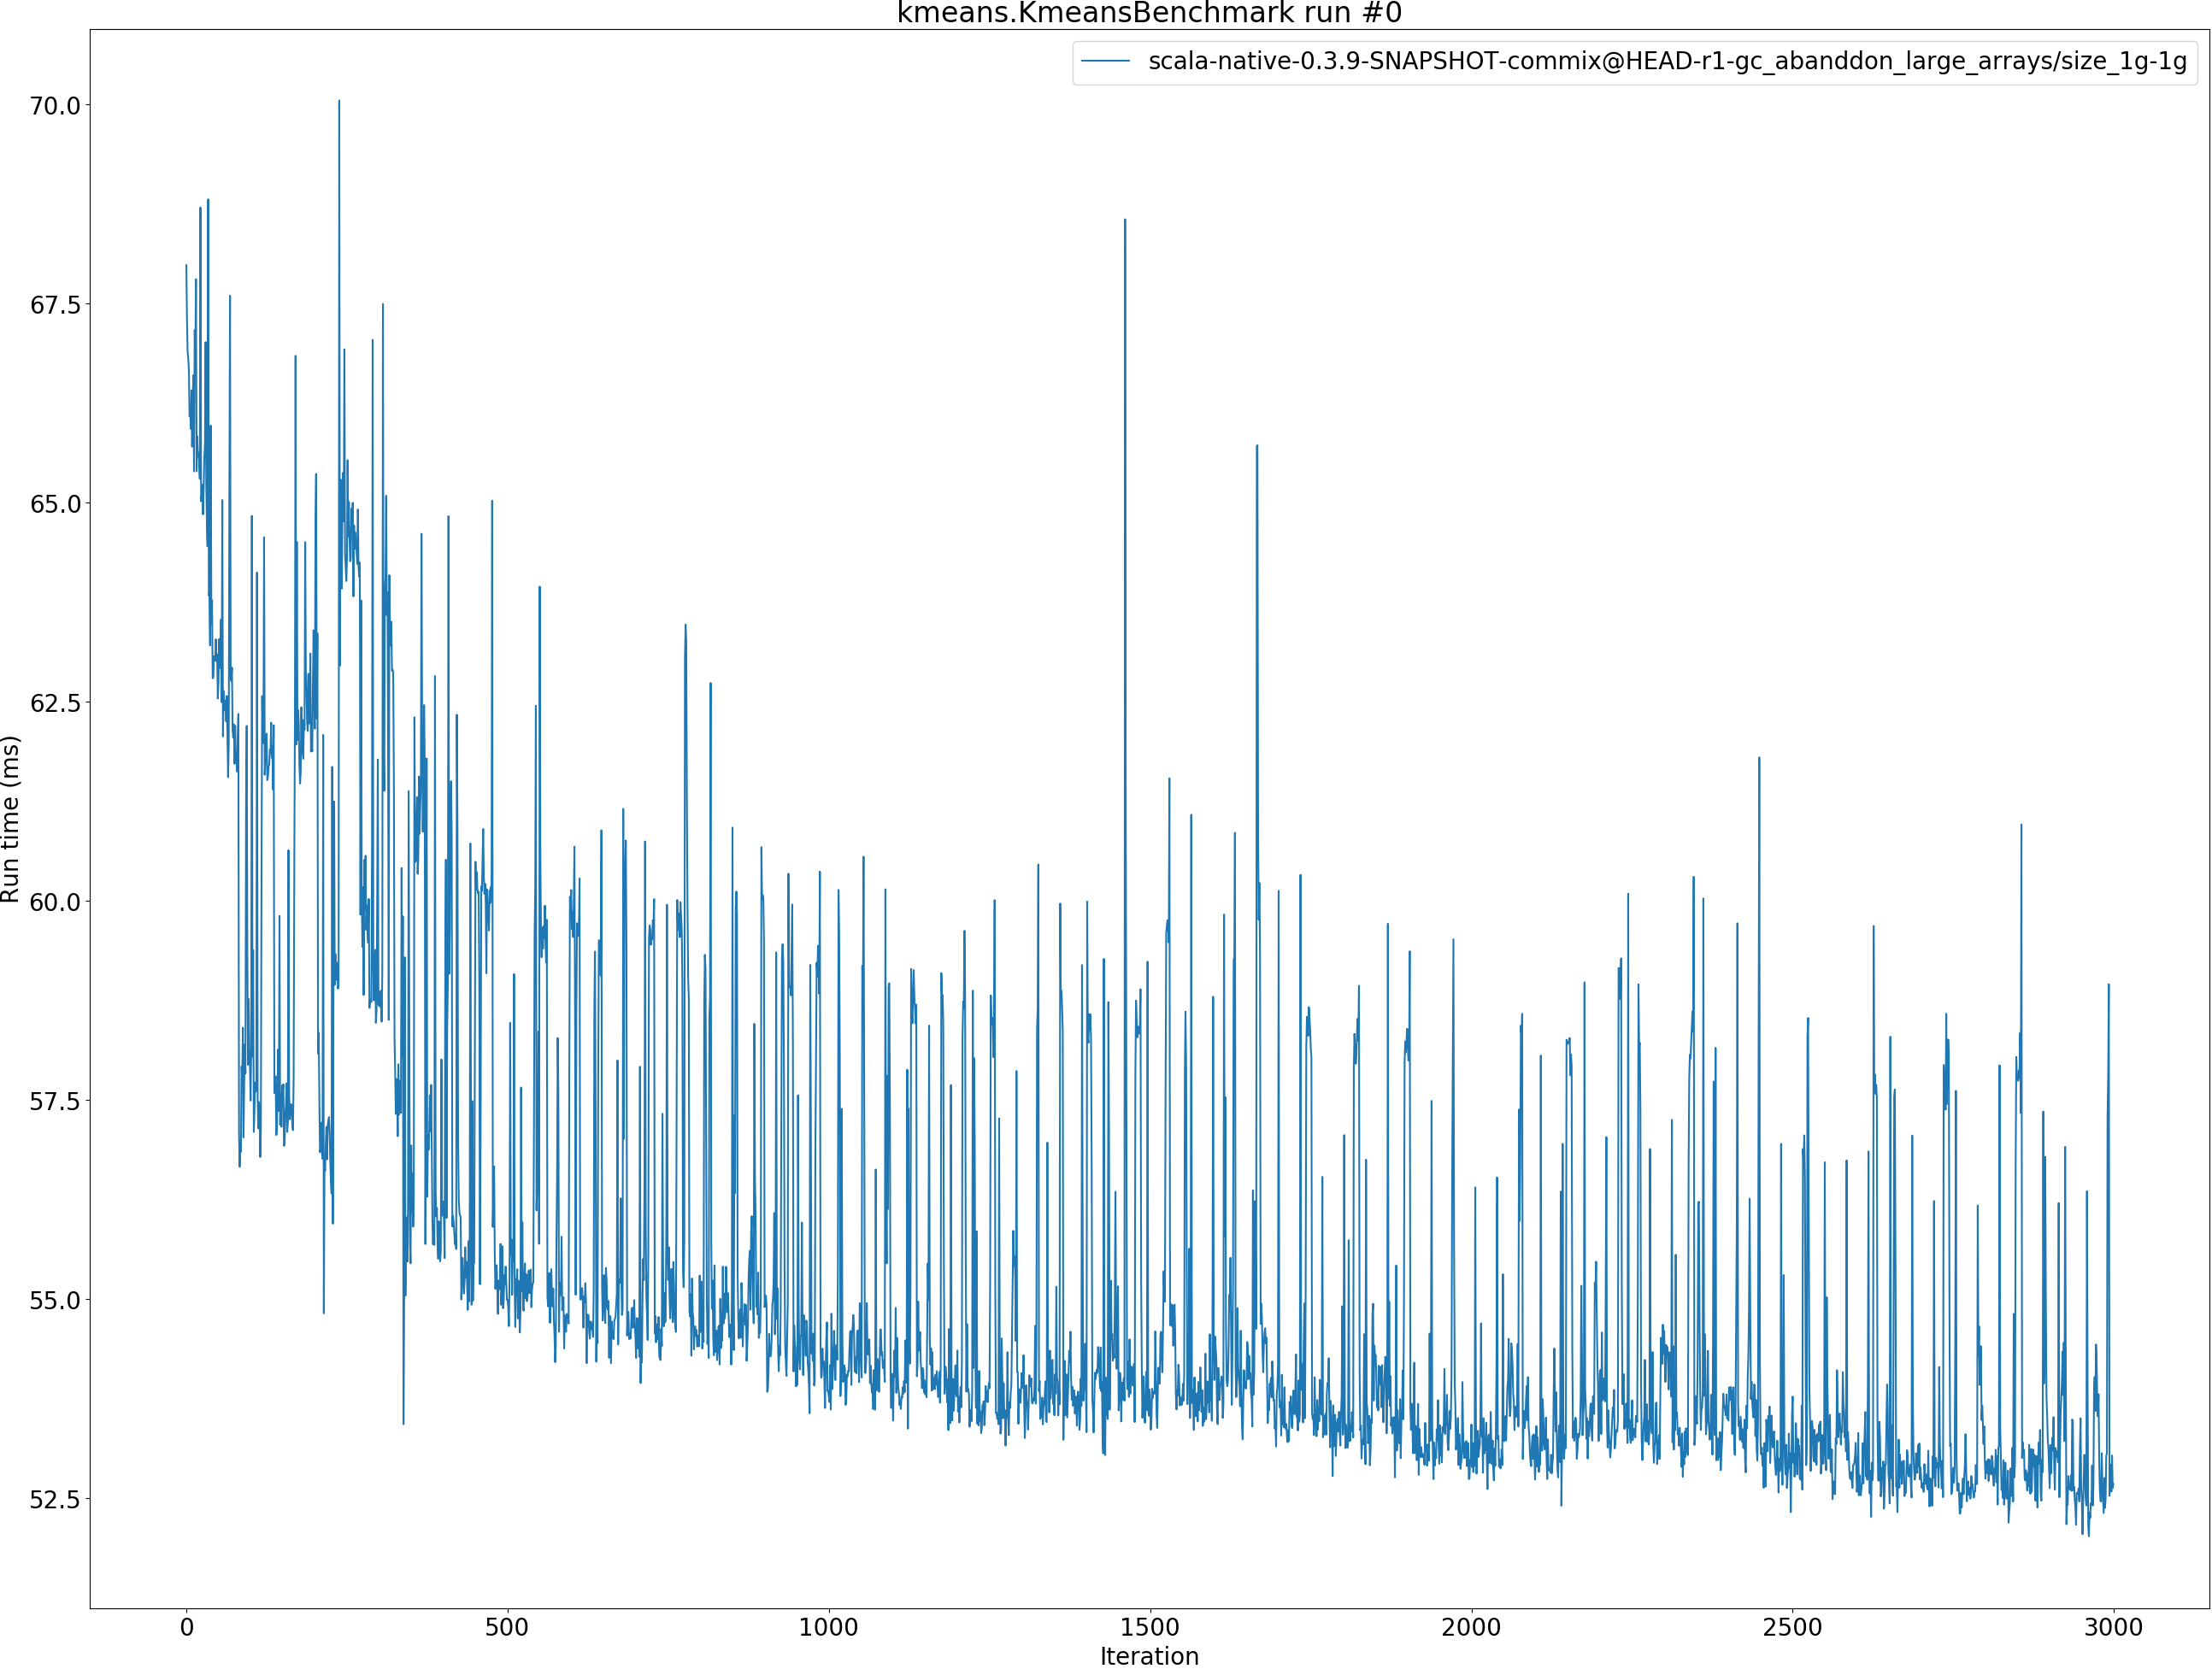 kmeans.KmeansBenchmark run #0
scala-native-0.3.9-SNAPSHOT-commix@HEAD-r1-gc_abanddon_large_arrays/size_1g-1g
70.0
67.5
65.0
62.5
60.0
57.5
55.0
52.5
Run time (ms)
0 500 1000 1500 2000 2500 3000
Iteration